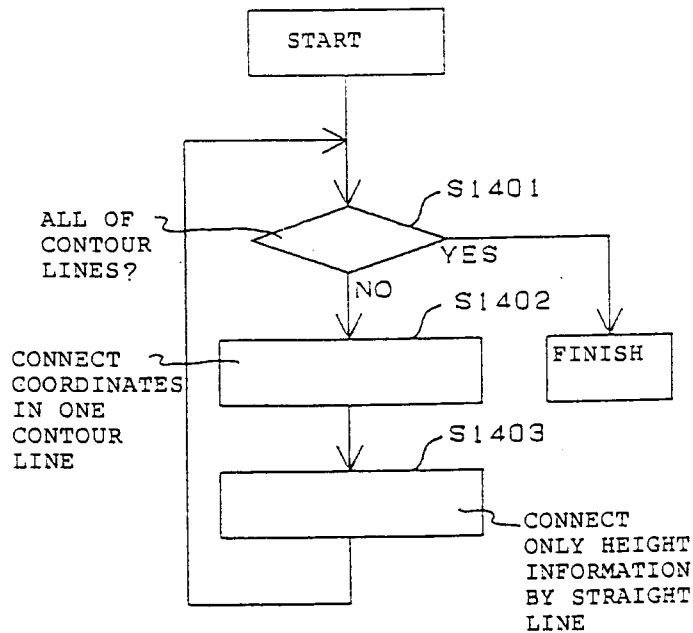 START
S1401
ALL OF
CONTOUR
LINES?
YES
NO
S1402
CONNECT
COORDINATES
IN ONE
CONTOUR
LINE
FINISH
S1403
CONNECT
ONLY HEIGHT
INFORMATION
BY STRAIGHT
LINE